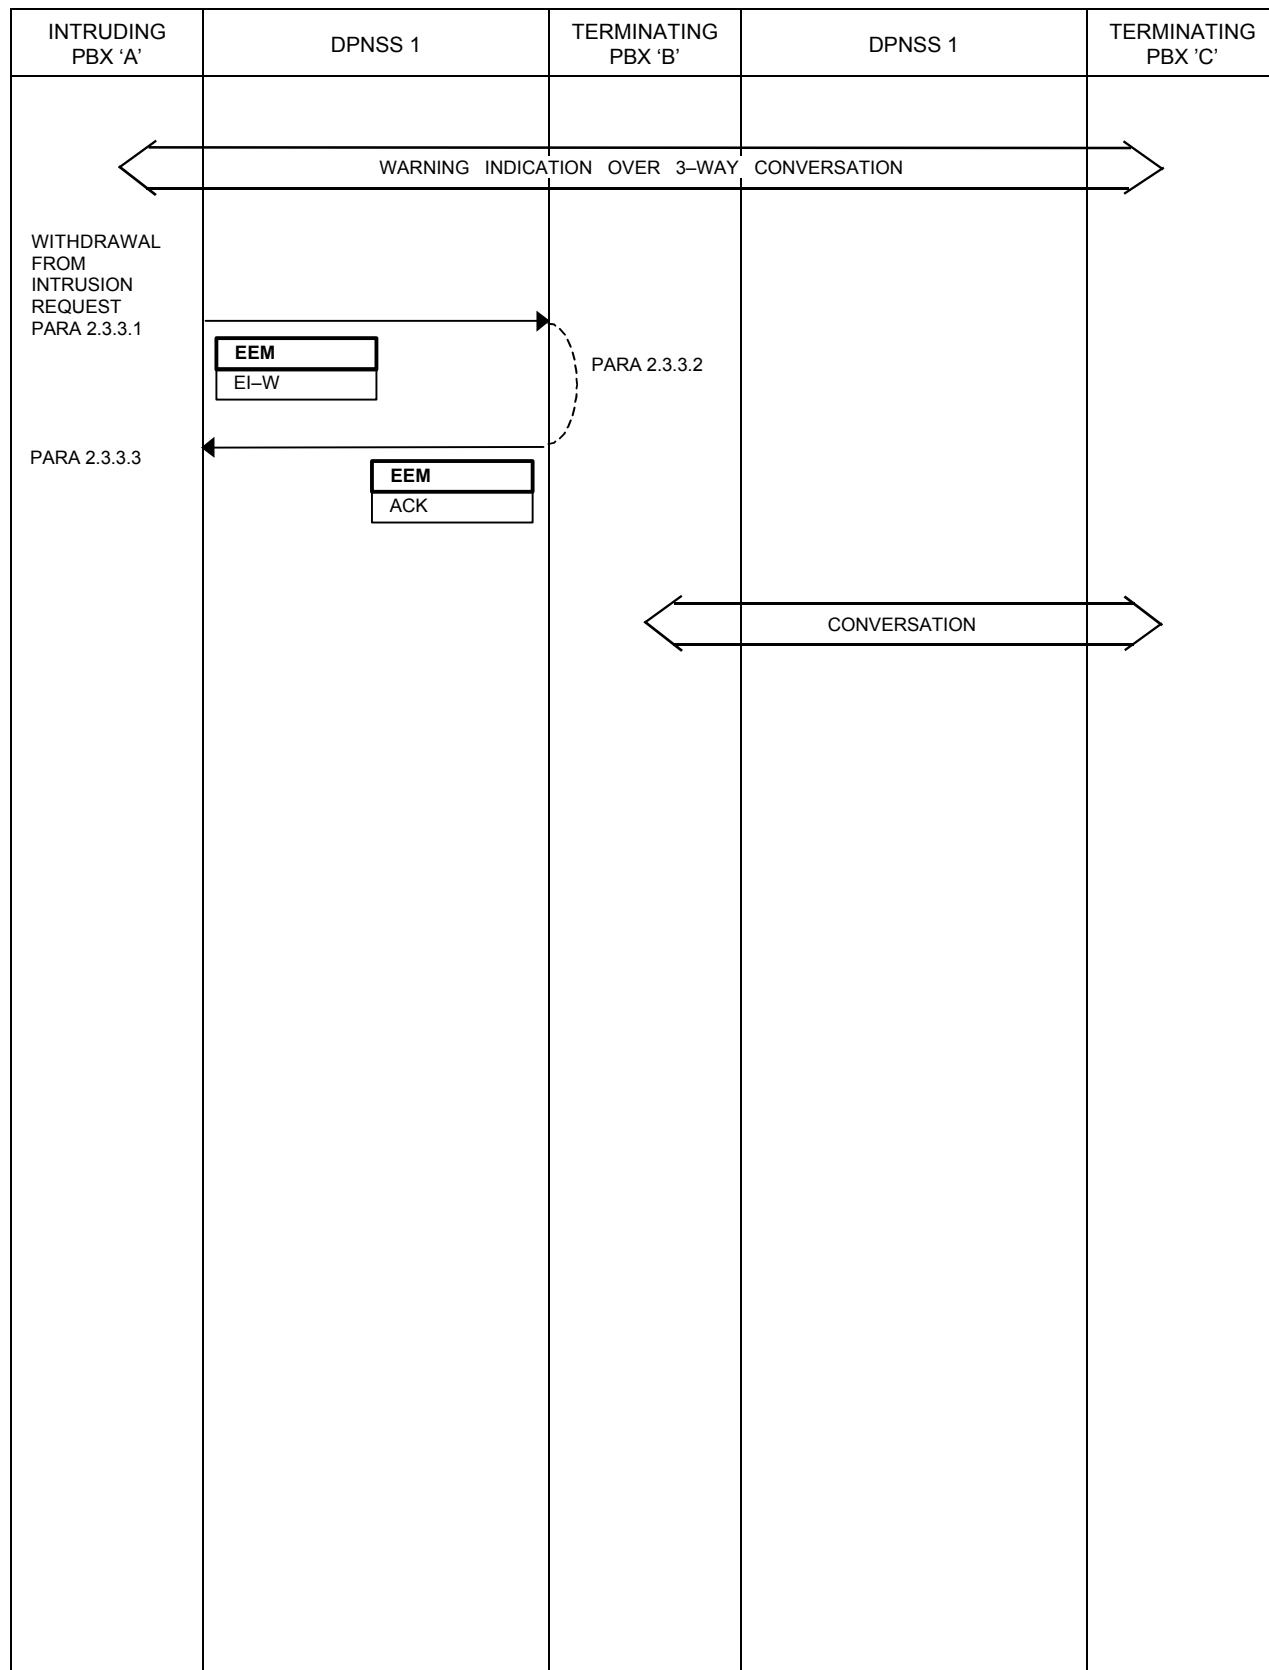 INTRUDING
PBX ‘A’
DPNSS 1
TERMINATING
PBX ‘B’
DPNSS 1
TERMINATING
PBX ’C’
WARNING INDICATION OVER 3–WAY CONVERSATION
WITHDRAWAL
FROM
INTRUSION
REQUEST
PARA 2.3.3.1
EEM
EI–W
PARA 2.3.3.2
PARA 2.3.3.3
EEM
ACK
CONVERSATION